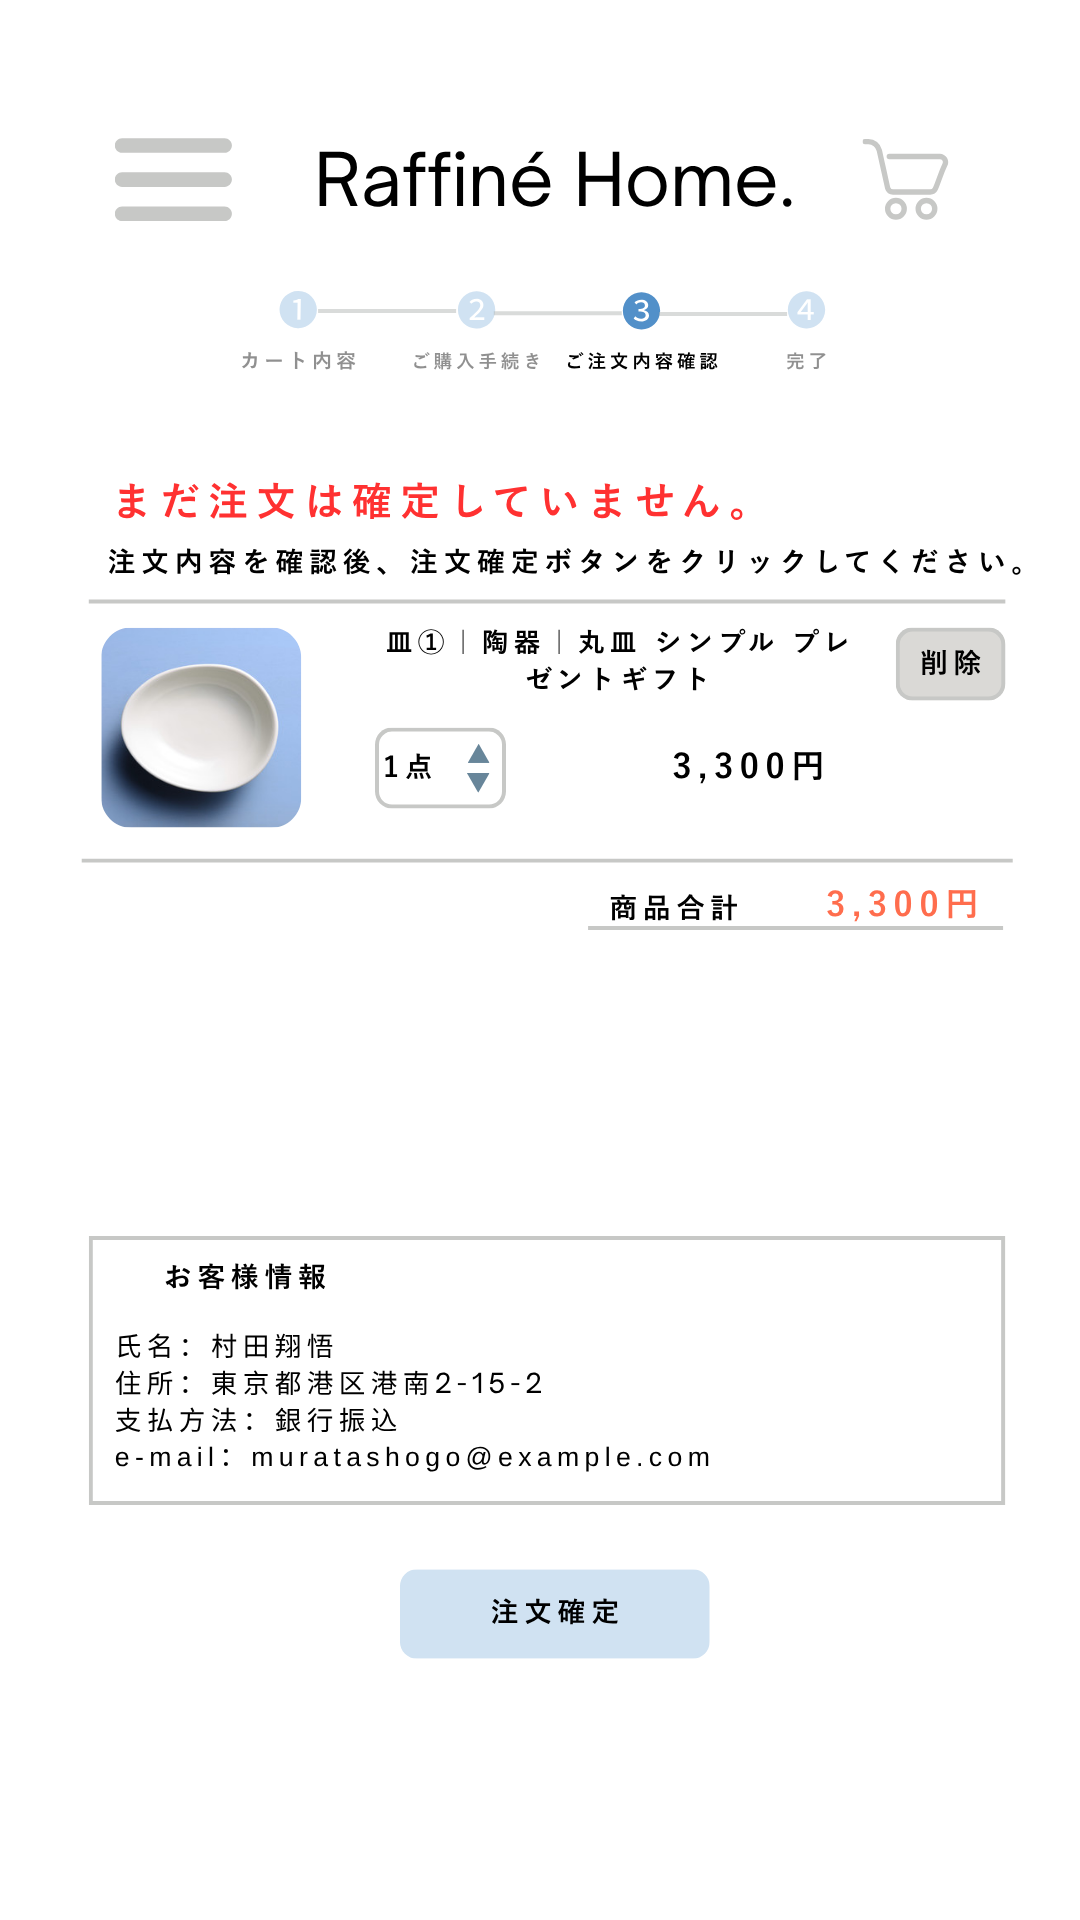 Raffiné Home.
1 2 3 4
カート内容 ご購入手続き ご注文内容確認 完了
まだ注文は確定していません。
注文内容を確認後、注文確定ボタンをクリックしてください。
皿①｜陶器｜丸皿 シンプル プレ
ゼントギフト
削除
1点
3,300円
商品合計 3,300円
お客様情報
氏名：村田翔悟
住所：東京都港区港南2-15-2
支払方法：銀行振込
e-mail：muratashogo@example.com
注文確定